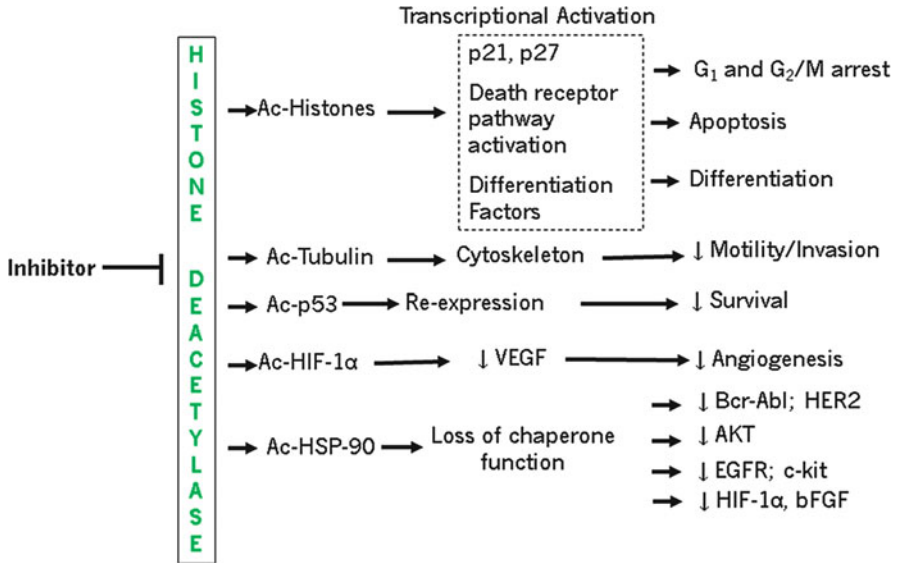 Transcriptional Activation
HISTONE DEACETYLASE
Inhibitor
Ac-Histones
p21, p27
Death receptor
pathway
activation
Differentiation
Factors
G₁ and G₂/M arrest
Apoptosis
Differentiation
Ac-Tubulin
Cytoskeleton
↓ Motility/Invasion
Ac-p53
Re-expression
↓ Survival
Ac-HIF-1α
↓ VEGF
↓ Angiogenesis
Ac-HSP-90
Loss of chaperone
function
↓ Bcr-Abl; HER2
↓ AKT
↓ EGFR; c-kit
↓ HIF-1α, bFGF